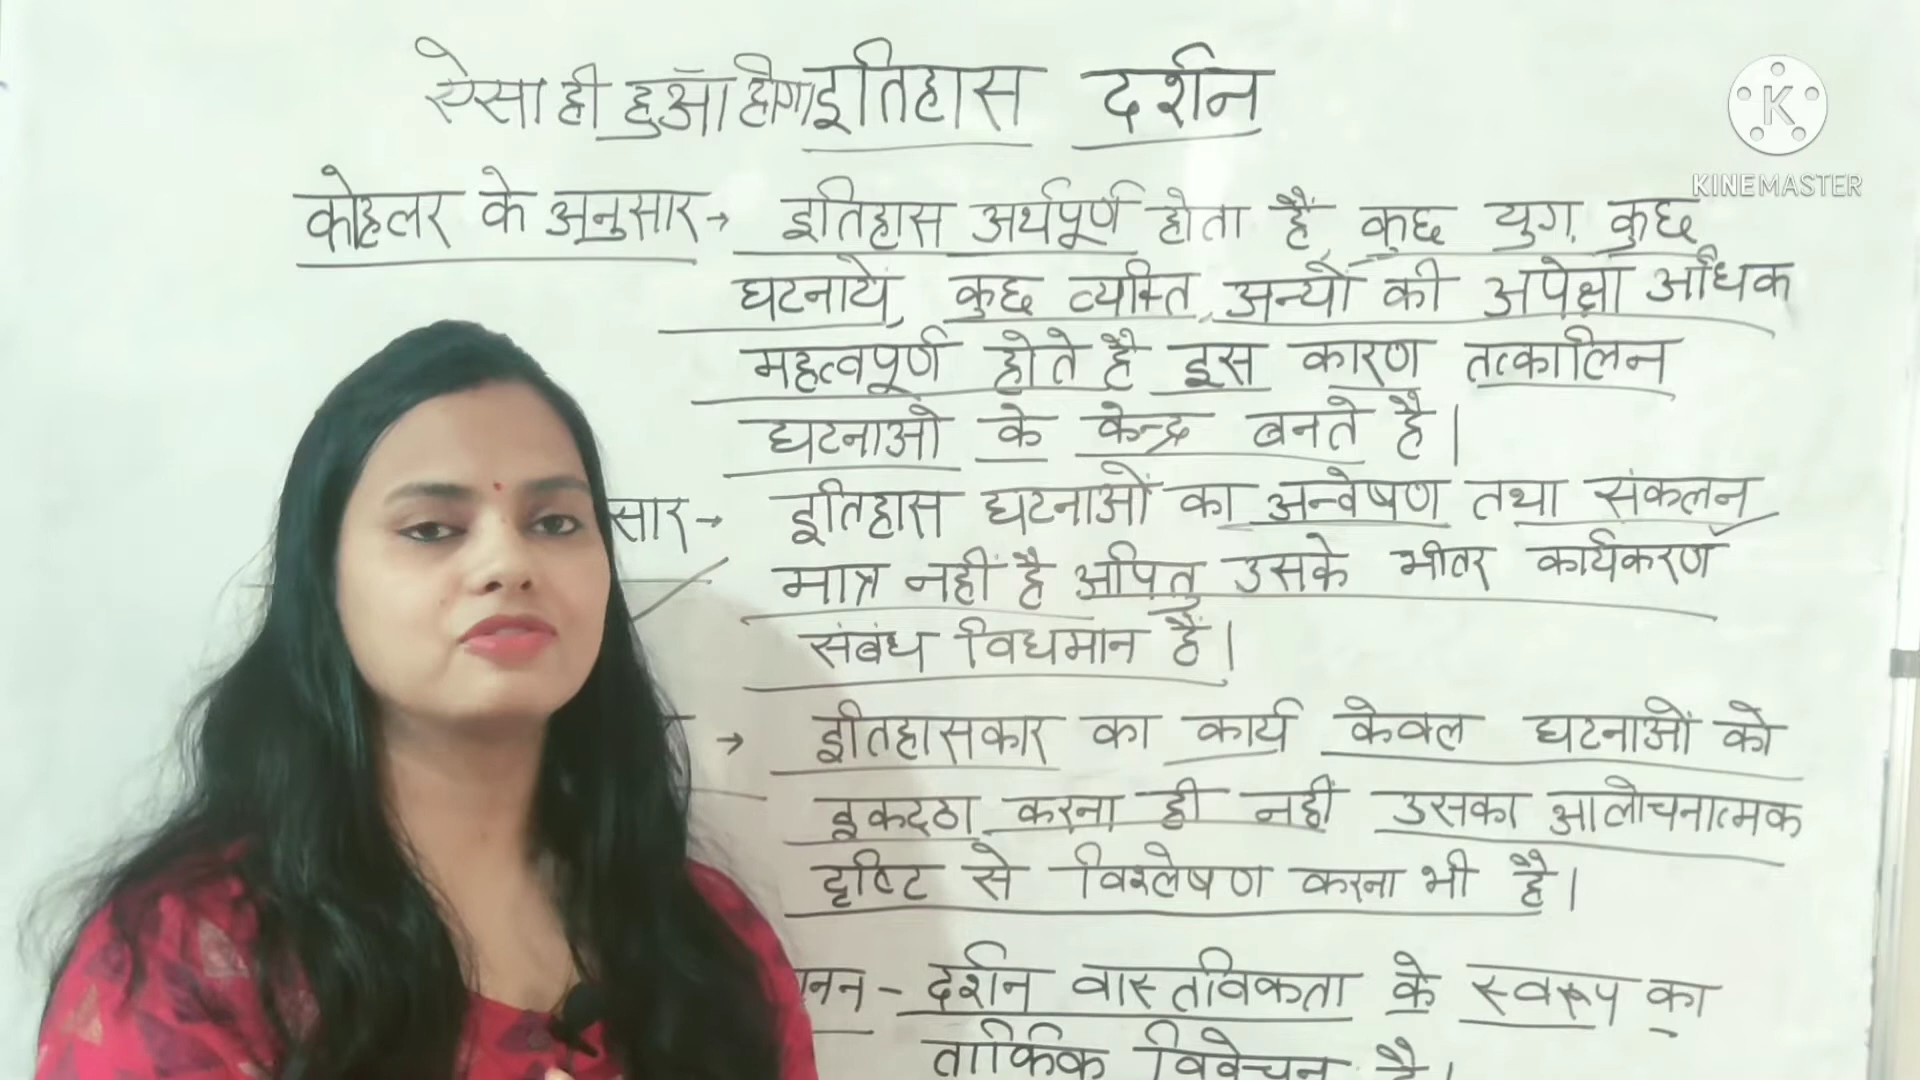 ऐसा ही हुऑ होगा इतिहास दर्शन
कोहलर के अनुसार → इतिहास अर्थपूर्ण होता हैं, कुछ युग, कुछ
घटनायें, कुछ व्यक्ति, अन्यों की अपेक्षा अधिक
महत्वपूर्ण होते है इस कारण तत्कालिन
घटनाओ के केन्द्र बनते है।
सार → इतिहास घटनाओं का अन्वेषण तथा संकलन
मात्र नहीं है अपितु उसके भीतर कार्यकरण
संबंध विधमान हैं।
→ इतिहासकार का कार्य केवल घटनाओं को
इकट्ठा करना ही नहीं उसका आलोचनात्मक
दृष्टि से विश्लेषण करना भी है।
नन - दर्शन वास्तविकता के स्वरूप का
तार्किक विवेचन है।
KINEMASTER